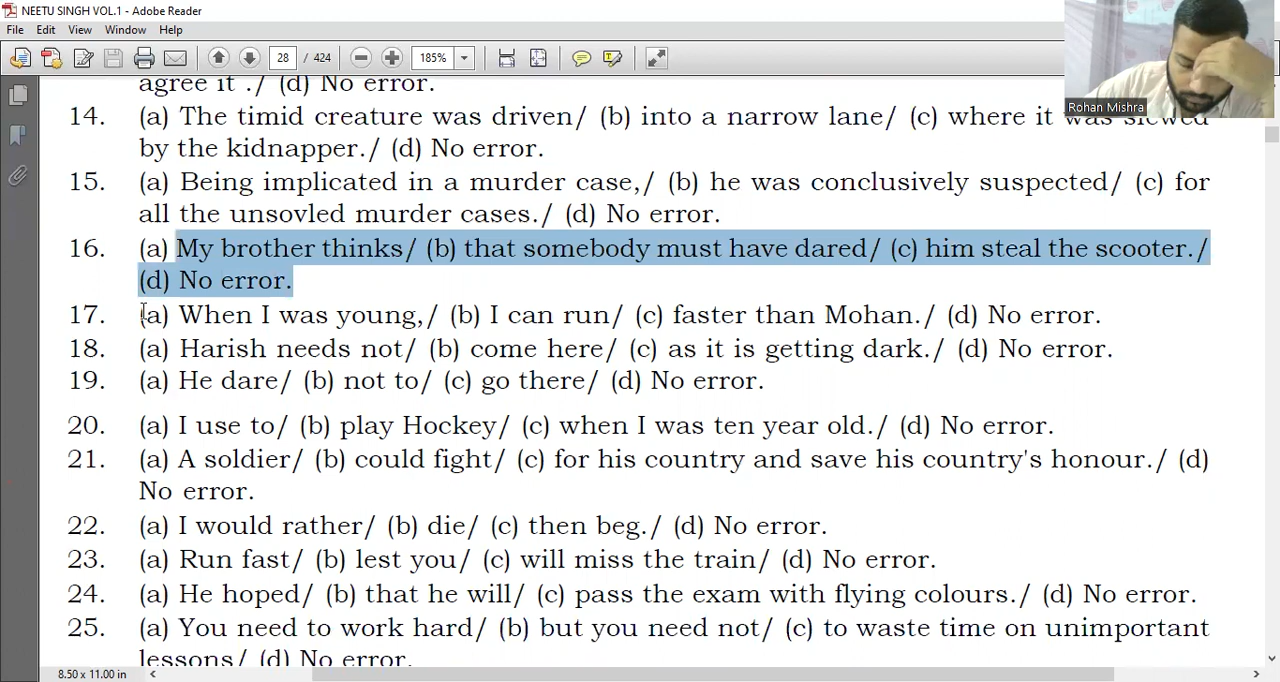 NEETU SINGH VOL.1 - Adobe Reader
File Edit View Window Help
28 / 424 185%
Rohan Mishra
agree it ./ (d) No error.
14. (a) The timid creature was driven/ (b) into a narrow lane/ (c) where it was slewed
by the kidnapper./ (d) No error.
15. (a) Being implicated in a murder case,/ (b) he was conclusively suspected/ (c) for
all the unsovled murder cases./ (d) No error.
16. (a) My brother thinks/ (b) that somebody must have dared/ (c) him steal the scooter./
(d) No error.
17. (a) When I was young,/ (b) I can run/ (c) faster than Mohan./ (d) No error.
18. (a) Harish needs not/ (b) come here/ (c) as it is getting dark./ (d) No error.
19. (a) He dare/ (b) not to/ (c) go there/ (d) No error.
20. (a) I use to/ (b) play Hockey/ (c) when I was ten year old./ (d) No error.
21. (a) A soldier/ (b) could fight/ (c) for his country and save his country's honour./ (d)
No error.
22. (a) I would rather/ (b) die/ (c) then beg./ (d) No error.
23. (a) Run fast/ (b) lest you/ (c) will miss the train/ (d) No error.
24. (a) He hoped/ (b) that he will/ (c) pass the exam with flying colours./ (d) No error.
25. (a) You need to work hard/ (b) but you need not/ (c) to waste time on unimportant
lessons/ (d) No error.
8.50 x 11.00 in